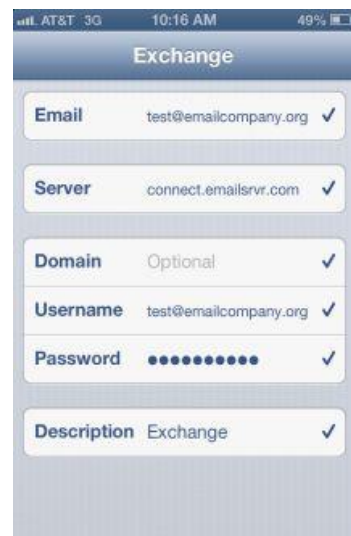 AT&T 3G 10:16 AM 49%
Exchange
Email test@emailcompany.org ✓
Server connect.emailsrvr.com ✓
Domain Optional ✓
Username test@emailcompany.org ✓
Password ●●●●●●●●●● ✓
Description Exchange ✓